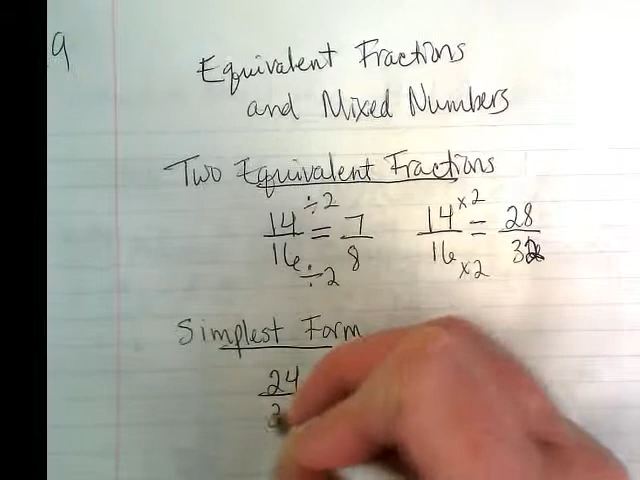 9
Equivalent Fractions
and Mixed Numbers
Two Equivalent Fractions
÷2 ×2
14 = 7 14 = 28
16 8 16 32
÷2 ×2
Simplest Form
24